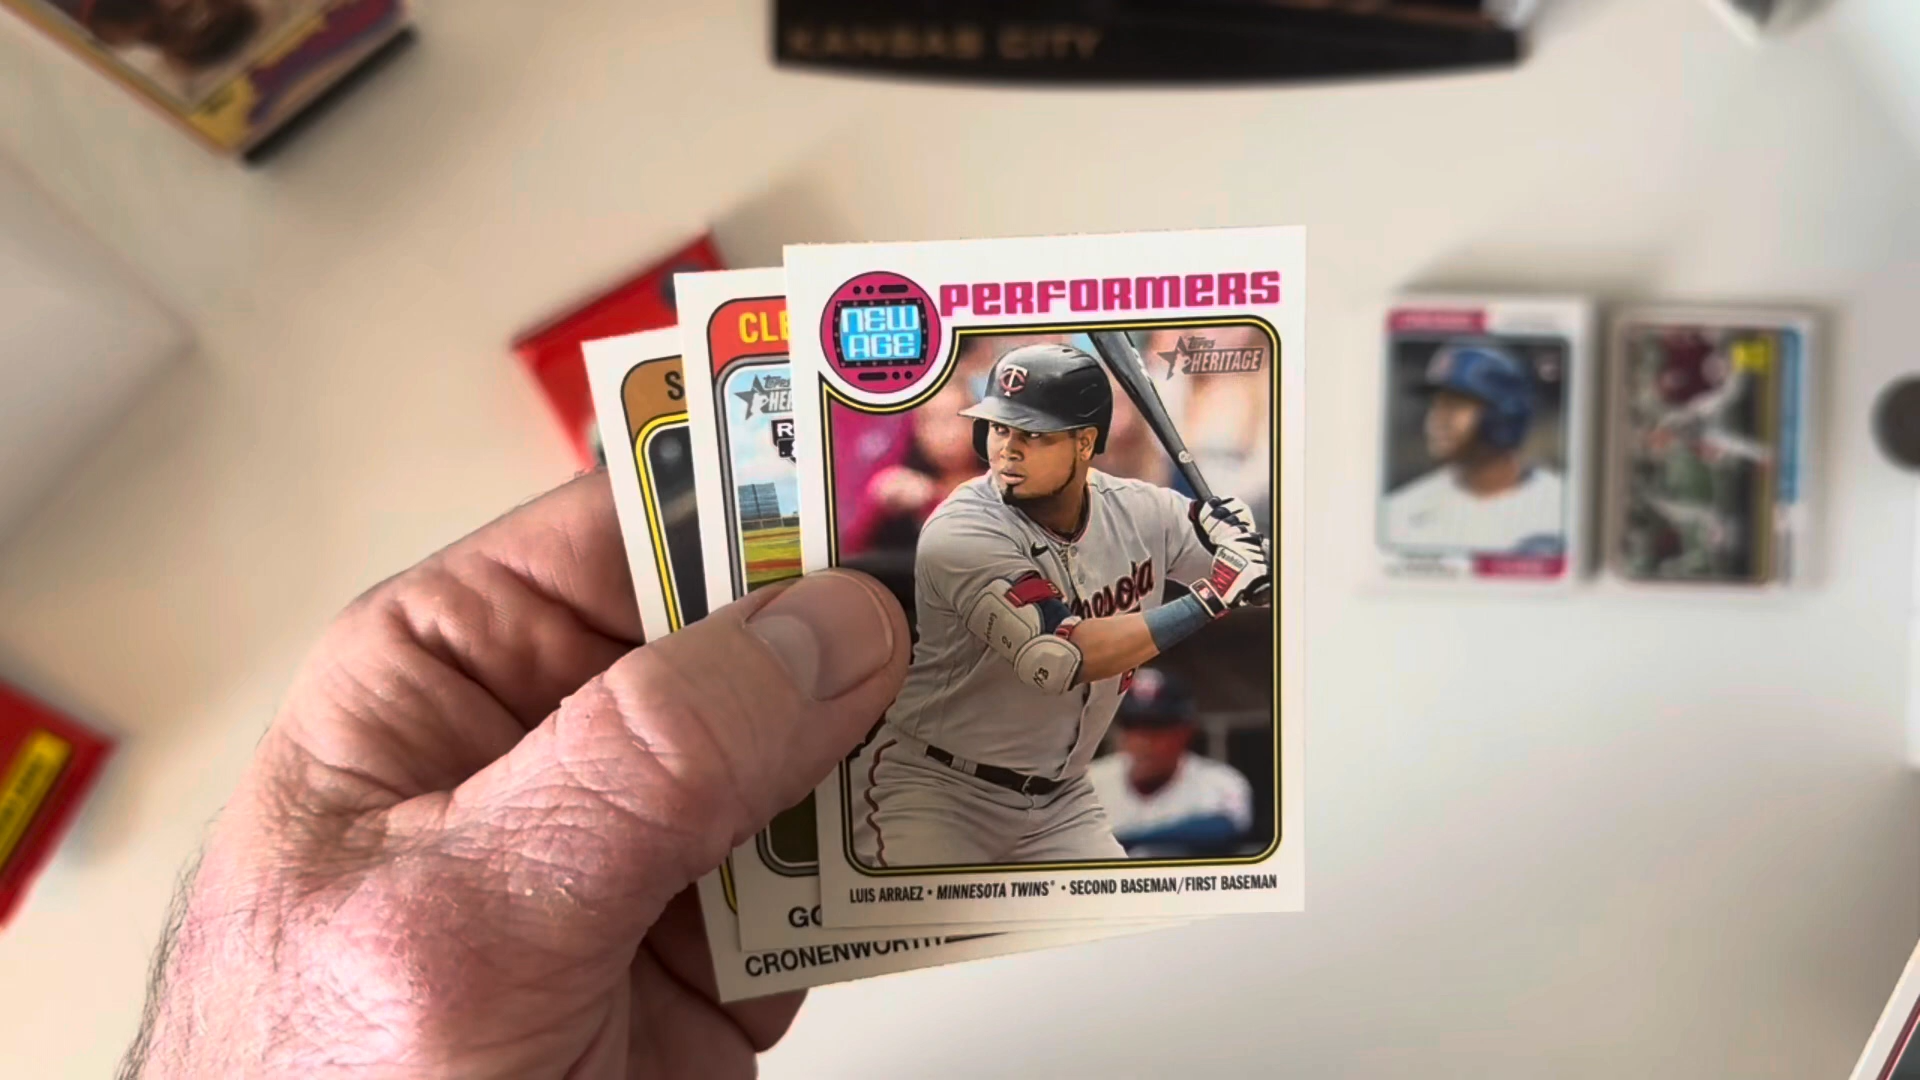 KANSAS CITY
PERFORMERS
NEW
AGE
TOPPS
HERITAGE
CLE
S
TOPPS
HE
R
LUIS ARRAEZ • MINNESOTA TWINS® • SECOND BASEMAN/FIRST BASEMAN
GO
CRONENWORTH